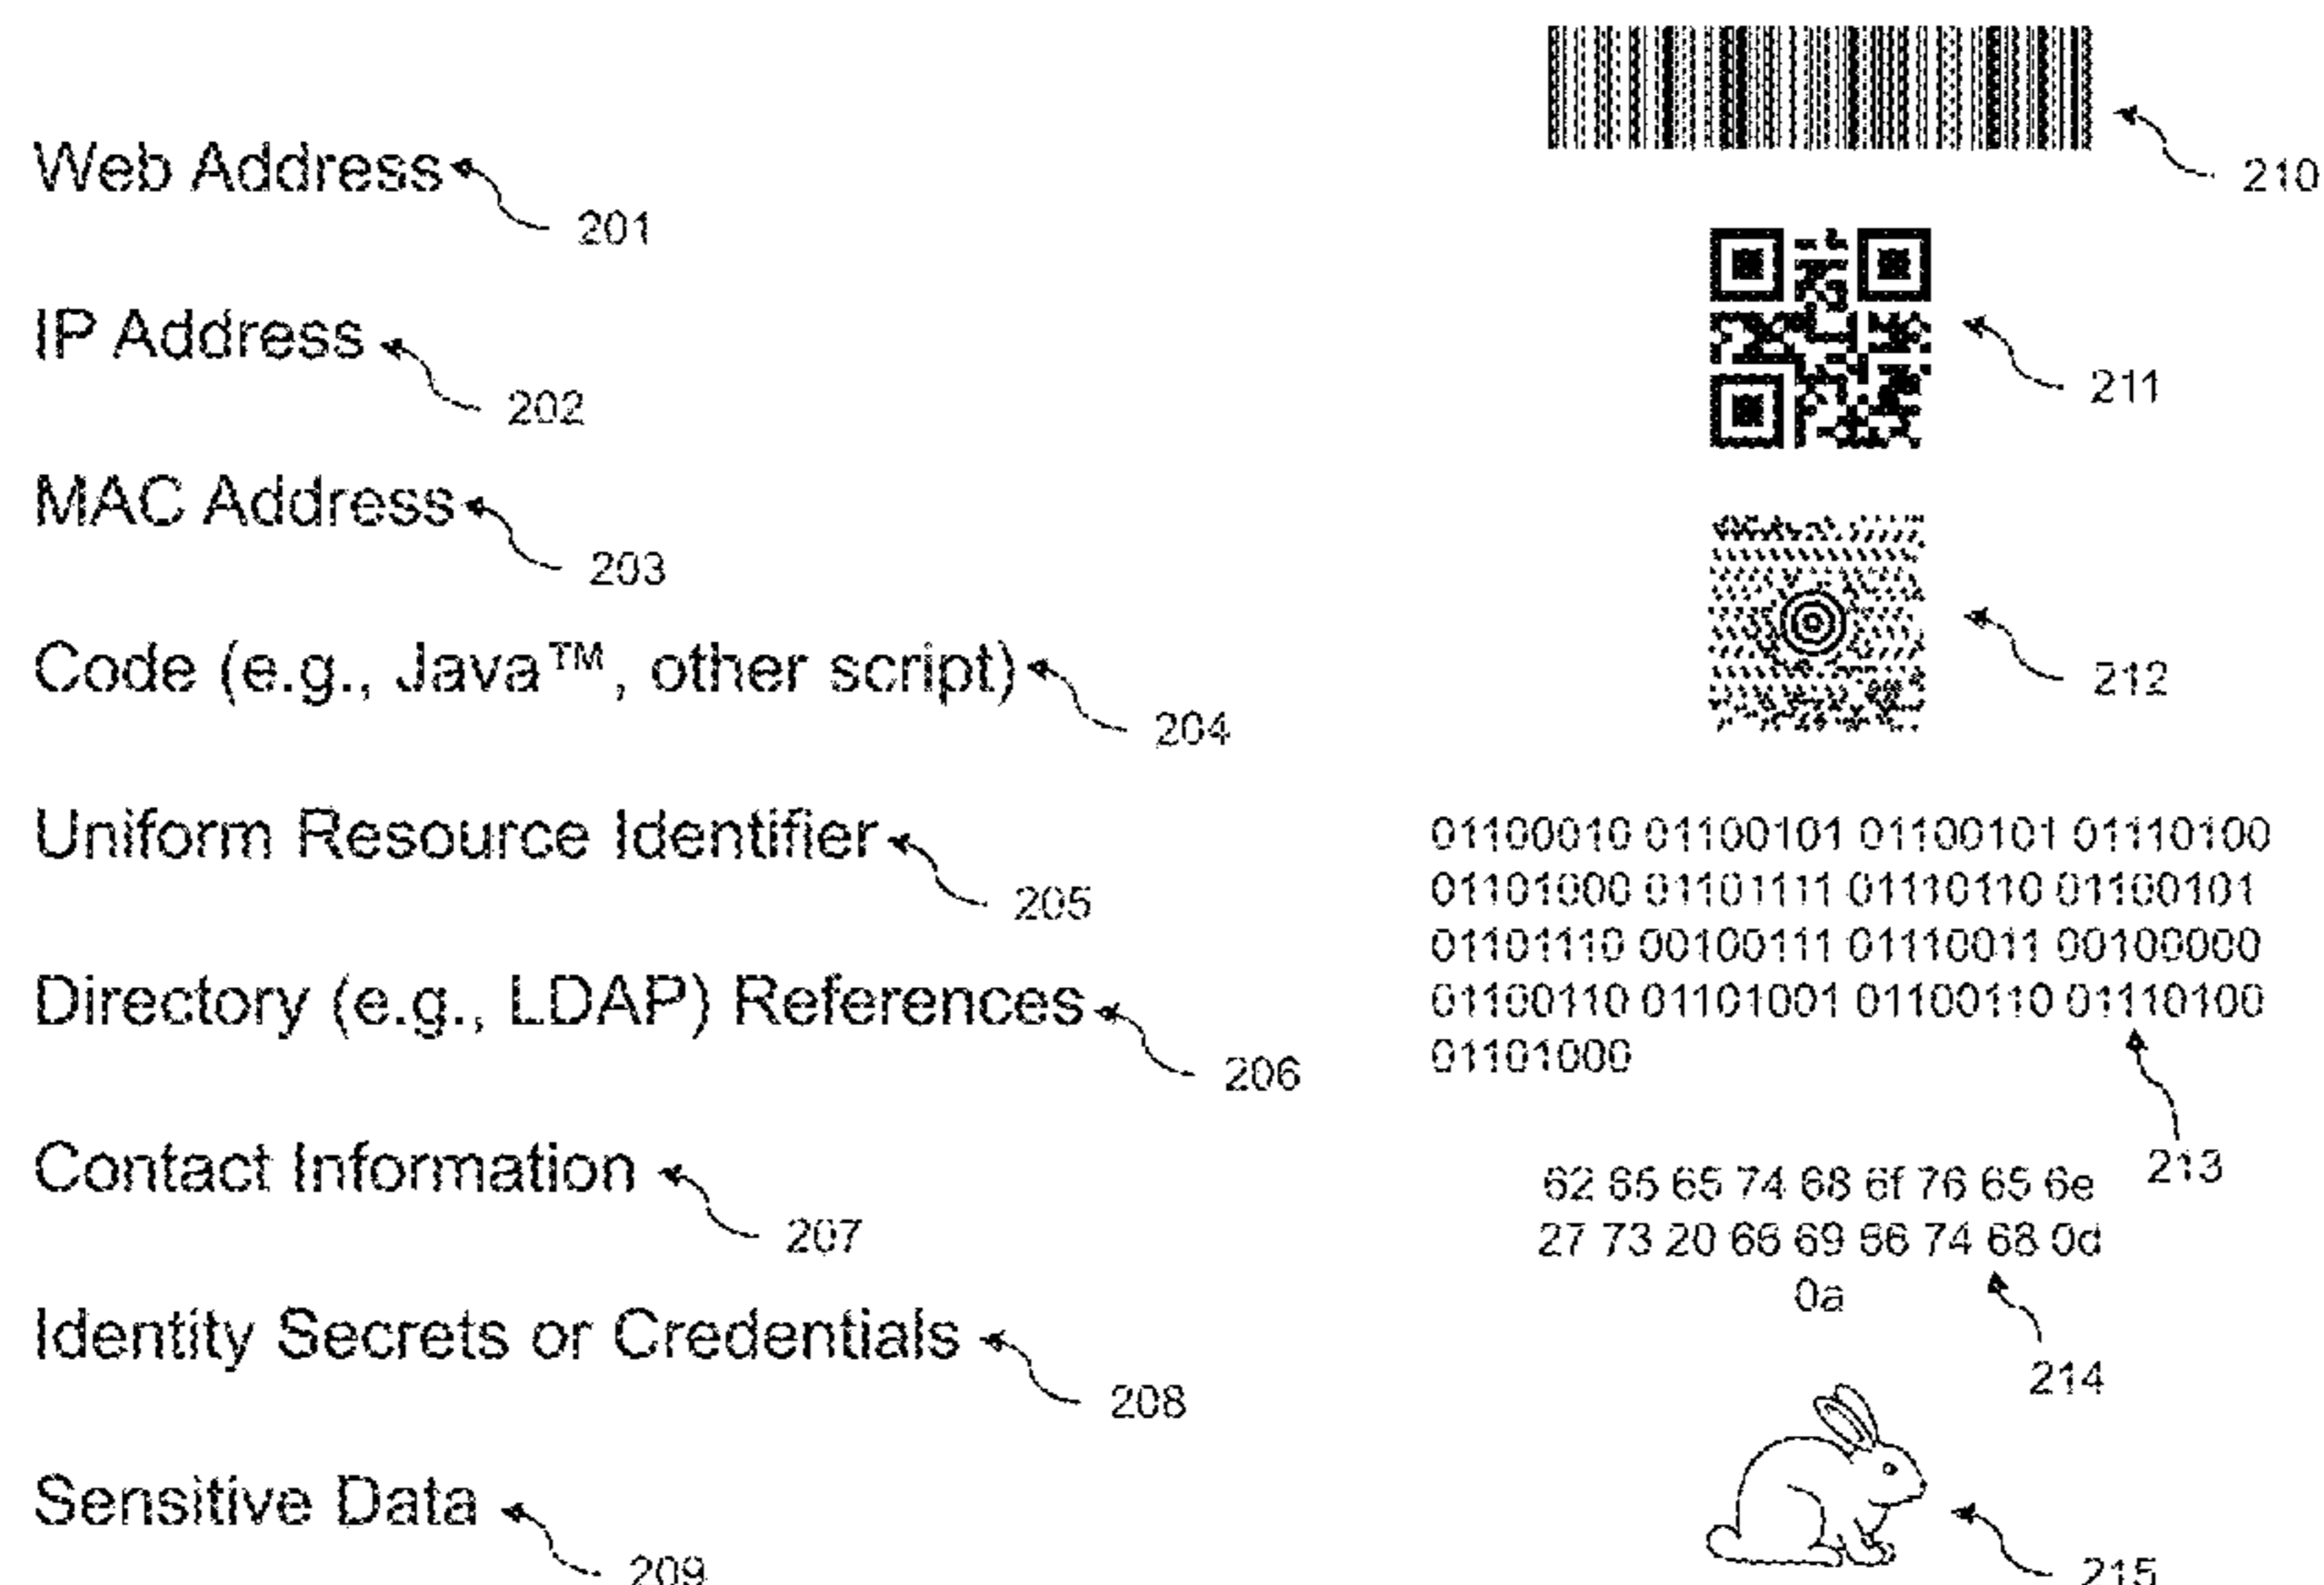 Web Address
201
IP Address
202
MAC Address
203
Code (e.g., Java™, other script)
204
Uniform Resource Identifier
205
Directory (e.g., LDAP) References
206
Contact Information
207
Identity Secrets or Credentials
208
Sensitive Data
209
210
211
212
01100010 01100101 01100101 01110100
01101000 01101111 01110110 01100101
01101110 00100111 01110011 00100000
01100110 01101001 01100110 01110100
01101000
213
62 65 65 74 68 6f 76 65 6e
27 73 20 66 69 66 74 68 0d
0a
214
215